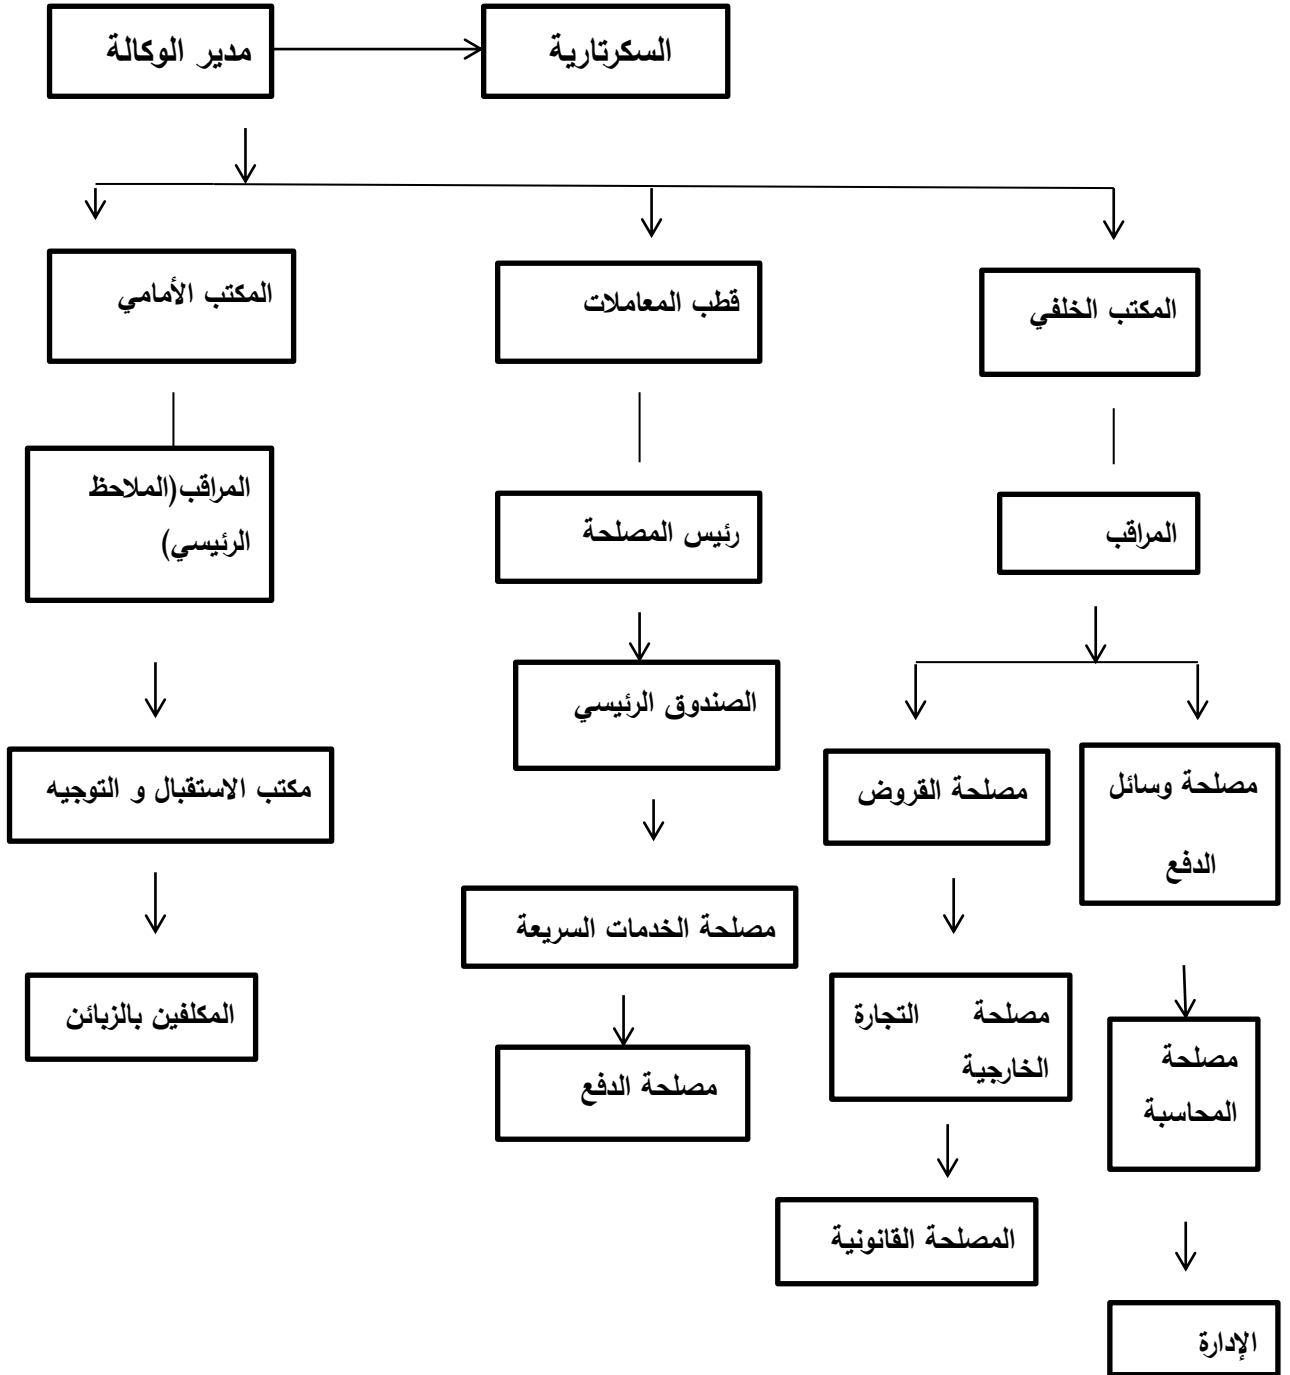 مدير الوكالة
السكرتارية
المكتب الخلفي
قطب المعاملات
المكتب الأمامي
المراقب
رئيس المصلحة
المراقب(الملاحظ
الرئيسي)
الصندوق الرئيسي
مصلحة وسائل
الدفع
مصلحة القروض
مكتب الاستقبال و التوجيه
مصلحة الخدمات السريعة
مصلحة التجارة
الخارجية
المكلفين بالزبائن
مصلحة
المحاسبة
مصلحة الدفع
المصلحة القانونية
الإدارة